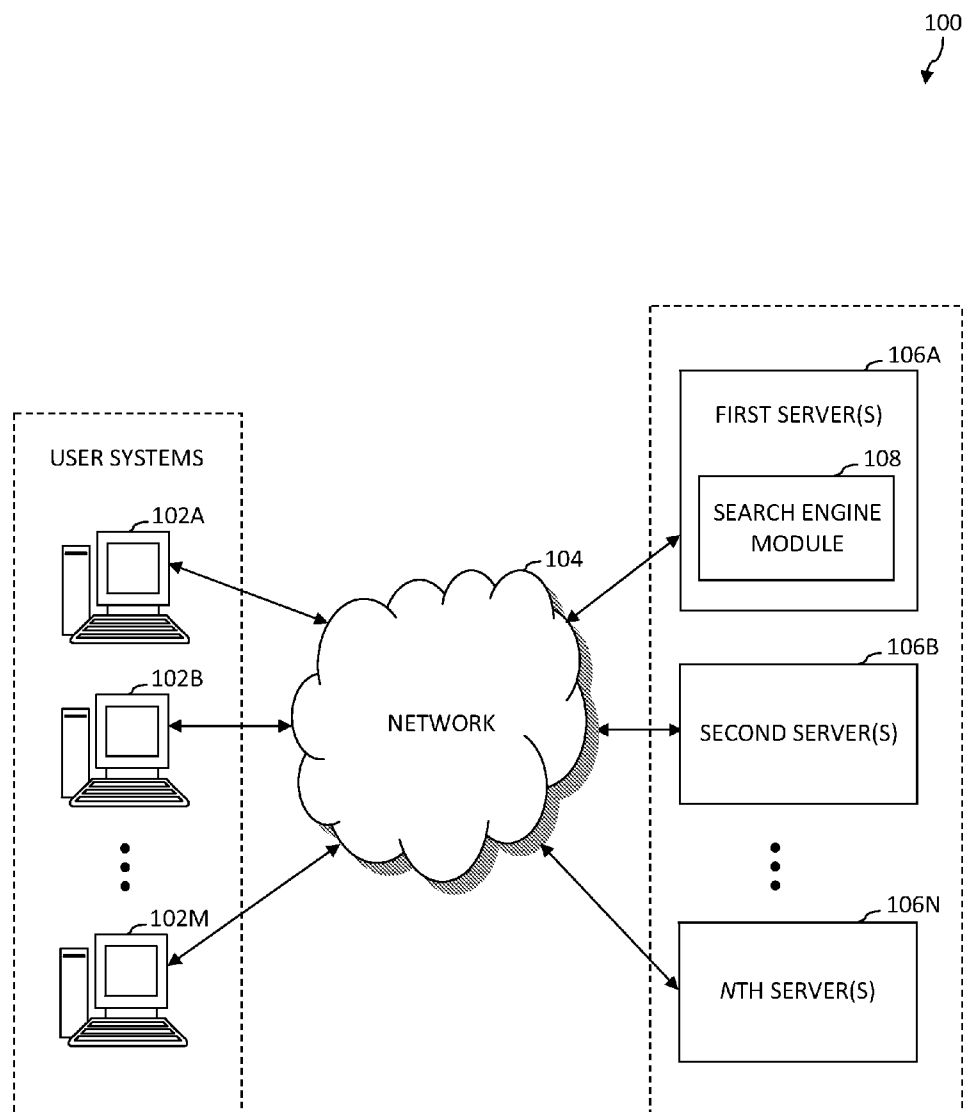 100
USER SYSTEMS
102A
102B
102M
104
NETWORK
106A
FIRST SERVER(S)
108
SEARCH ENGINE
MODULE
106B
SECOND SERVER(S)
106N
NTH SERVER(S)